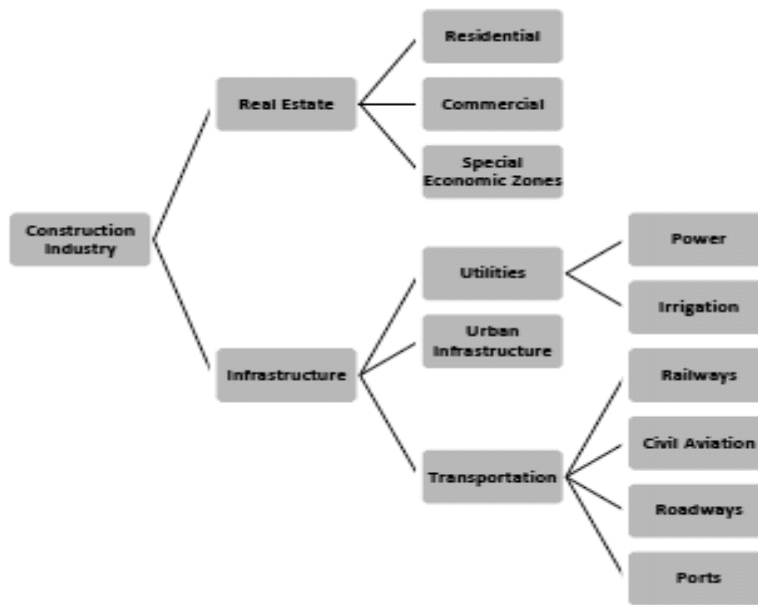 Residential
Real Estate
Commercial
Special
Economic Zones
Construction
Industry
Power
Utilities
Irrigation
Urban
Infrastructure
Infrastructure
Railways
Civil Aviation
Transportation
Roadways
Ports